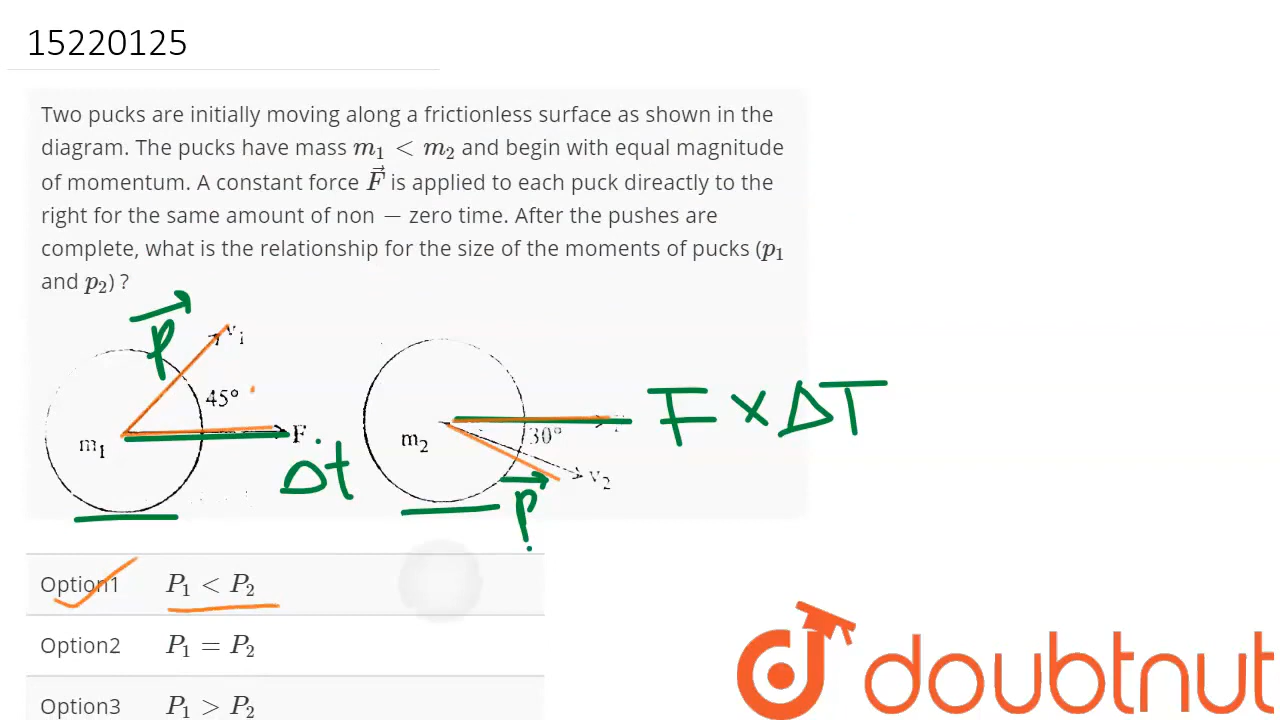 15220125
Two pucks are initially moving along a frictionless surface as shown in the
diagram. The pucks have mass m₁ < m₂ and begin with equal magnitude
of momentum. A constant force F⃗ is applied to each puck direactly to the
right for the same amount of non − zero time. After the pushes are
complete, what is the relationship for the size of the moments of pucks (p₁
and p₂) ?
p⃗
v₁
45°
F
m₁
Δt
m₂
30°
v₂
p⃗
F × ΔT
Option1 P₁ < P₂
Option2 P₁ = P₂
Option3 P₁ > P₂
doubtnut